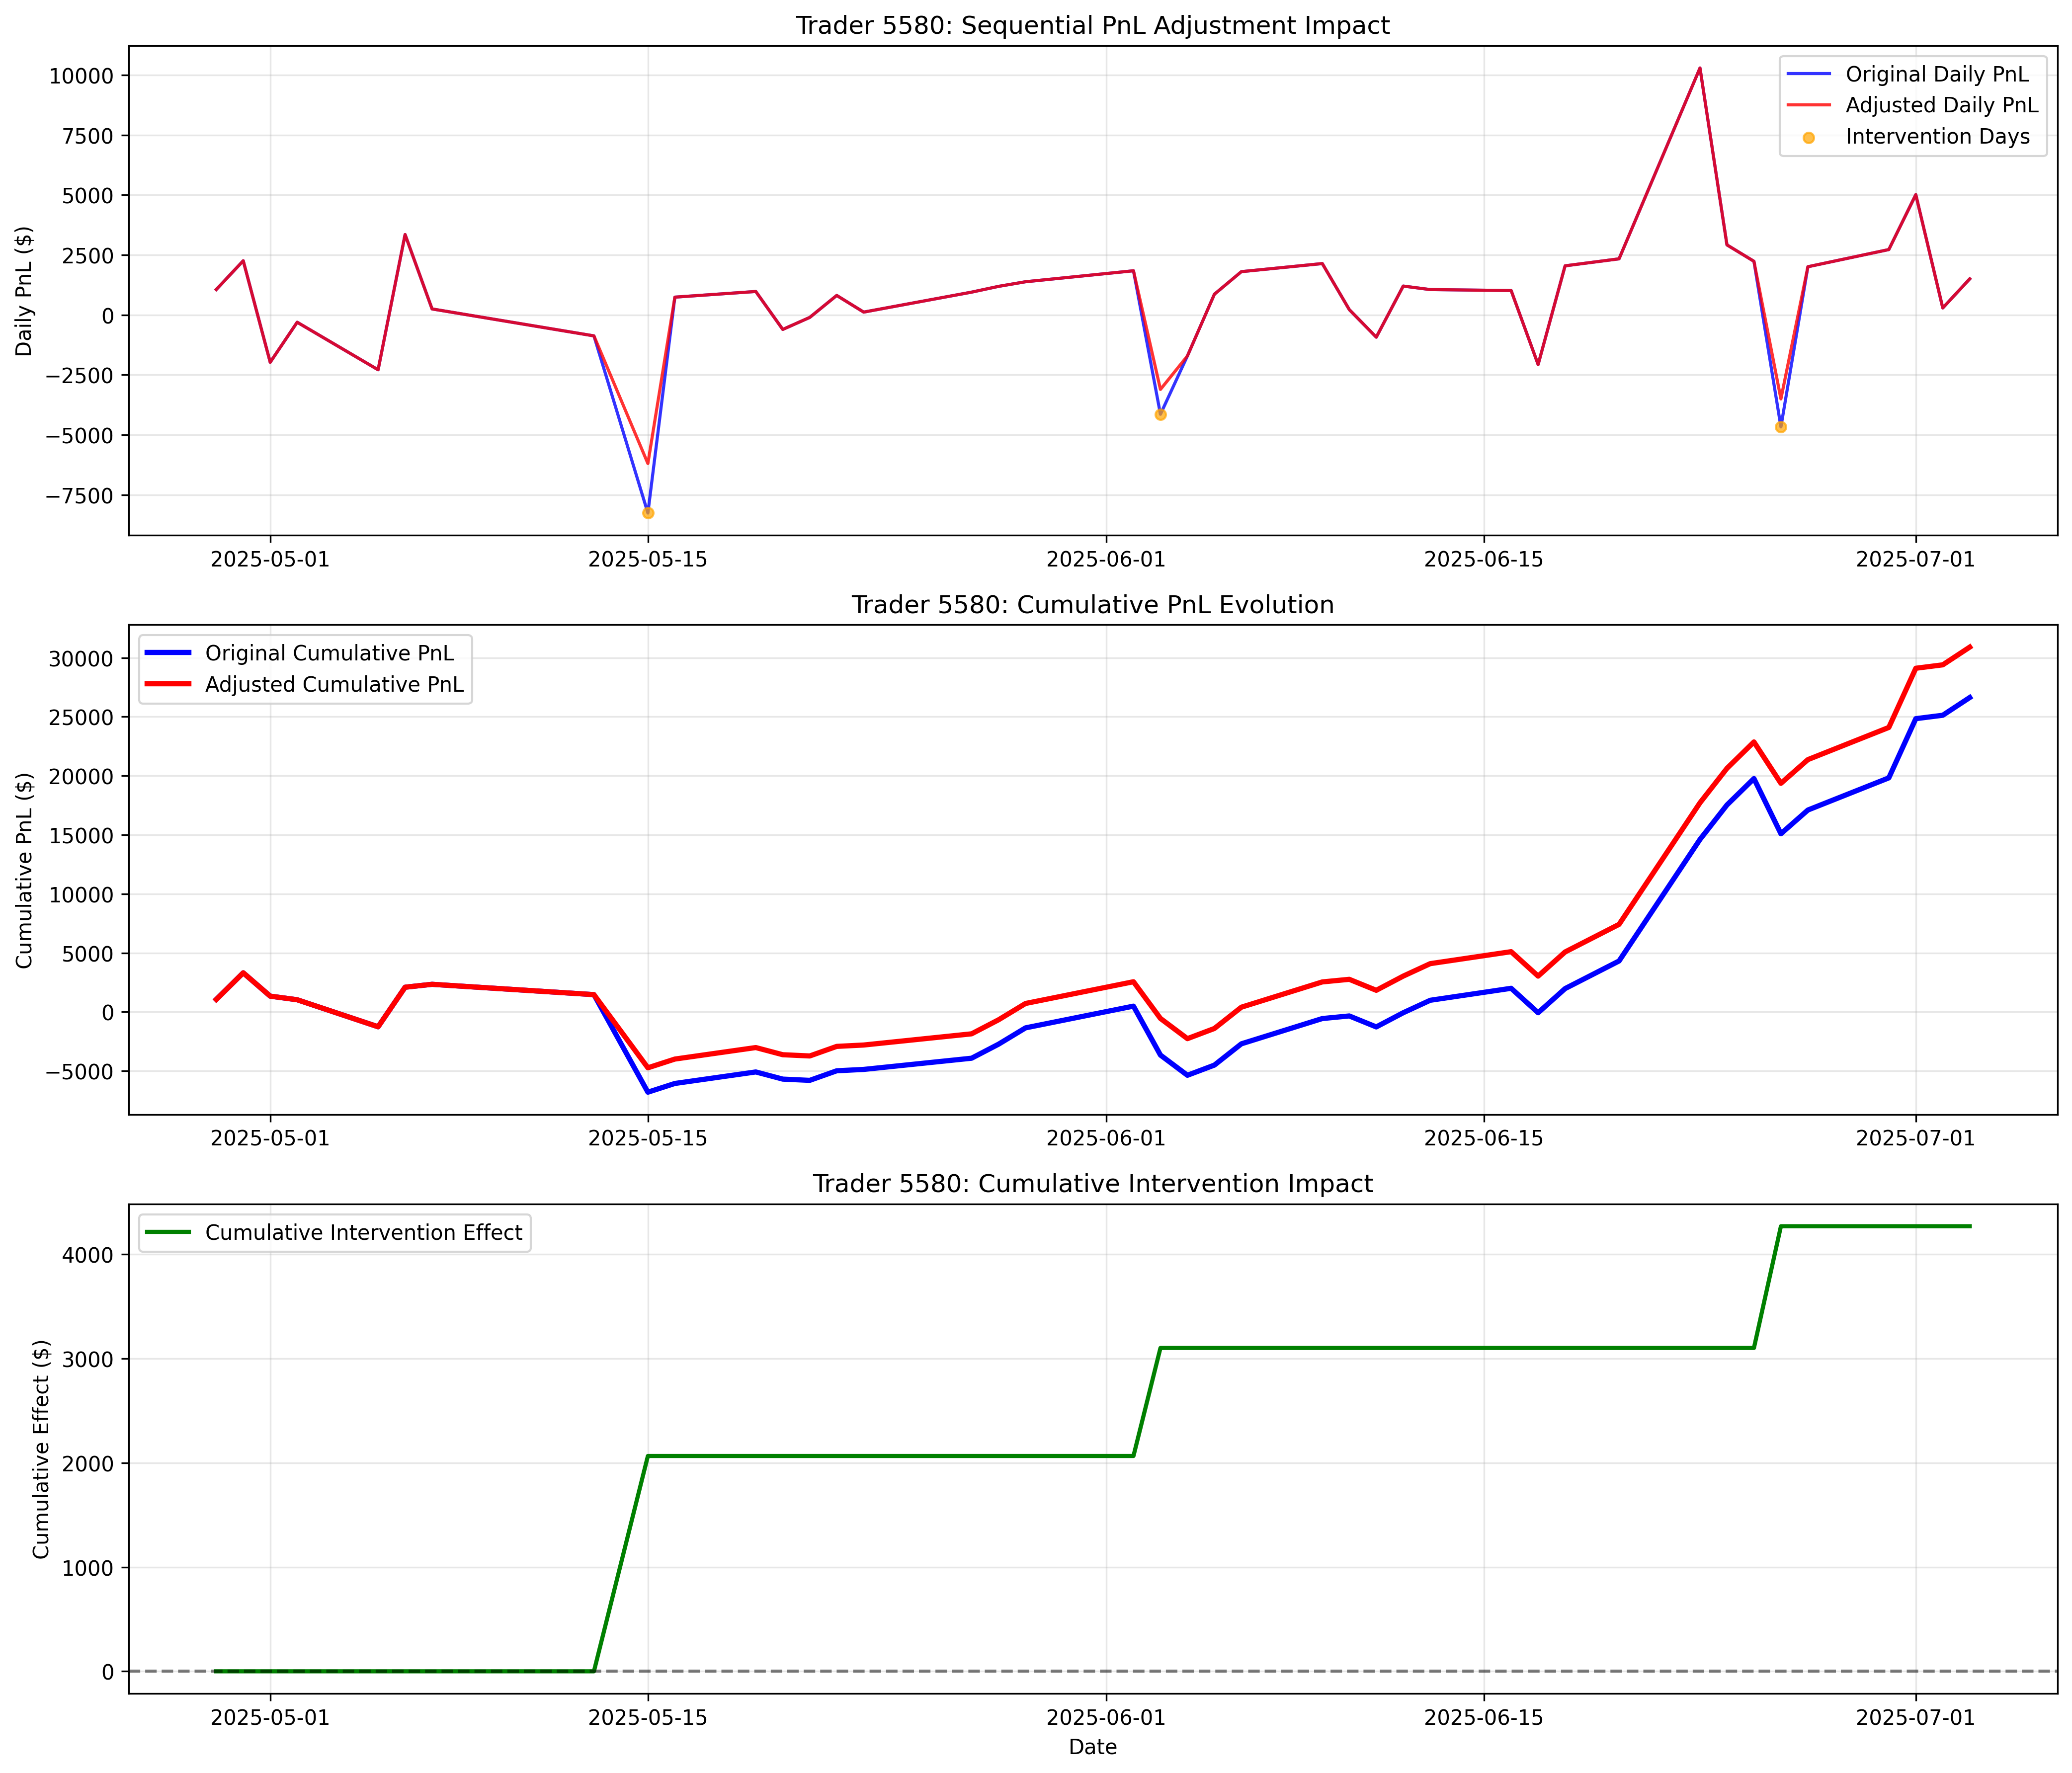 Trader 5580: Sequential PnL Adjustment Impact
Daily PnL ($)
10000
7500
5000
2500
0
−2500
−5000
−7500
Original Daily PnL
Adjusted Daily PnL
Intervention Days
2025-05-01
2025-05-15
2025-06-01
2025-06-15
2025-07-01
Trader 5580: Cumulative PnL Evolution
Cumulative PnL ($)
30000
25000
20000
15000
10000
5000
0
−5000
Original Cumulative PnL
Adjusted Cumulative PnL
2025-05-01
2025-05-15
2025-06-01
2025-06-15
2025-07-01
Trader 5580: Cumulative Intervention Impact
Cumulative Effect ($)
4000
3000
2000
1000
0
Cumulative Intervention Effect
2025-05-01
2025-05-15
2025-06-01
2025-06-15
2025-07-01
Date